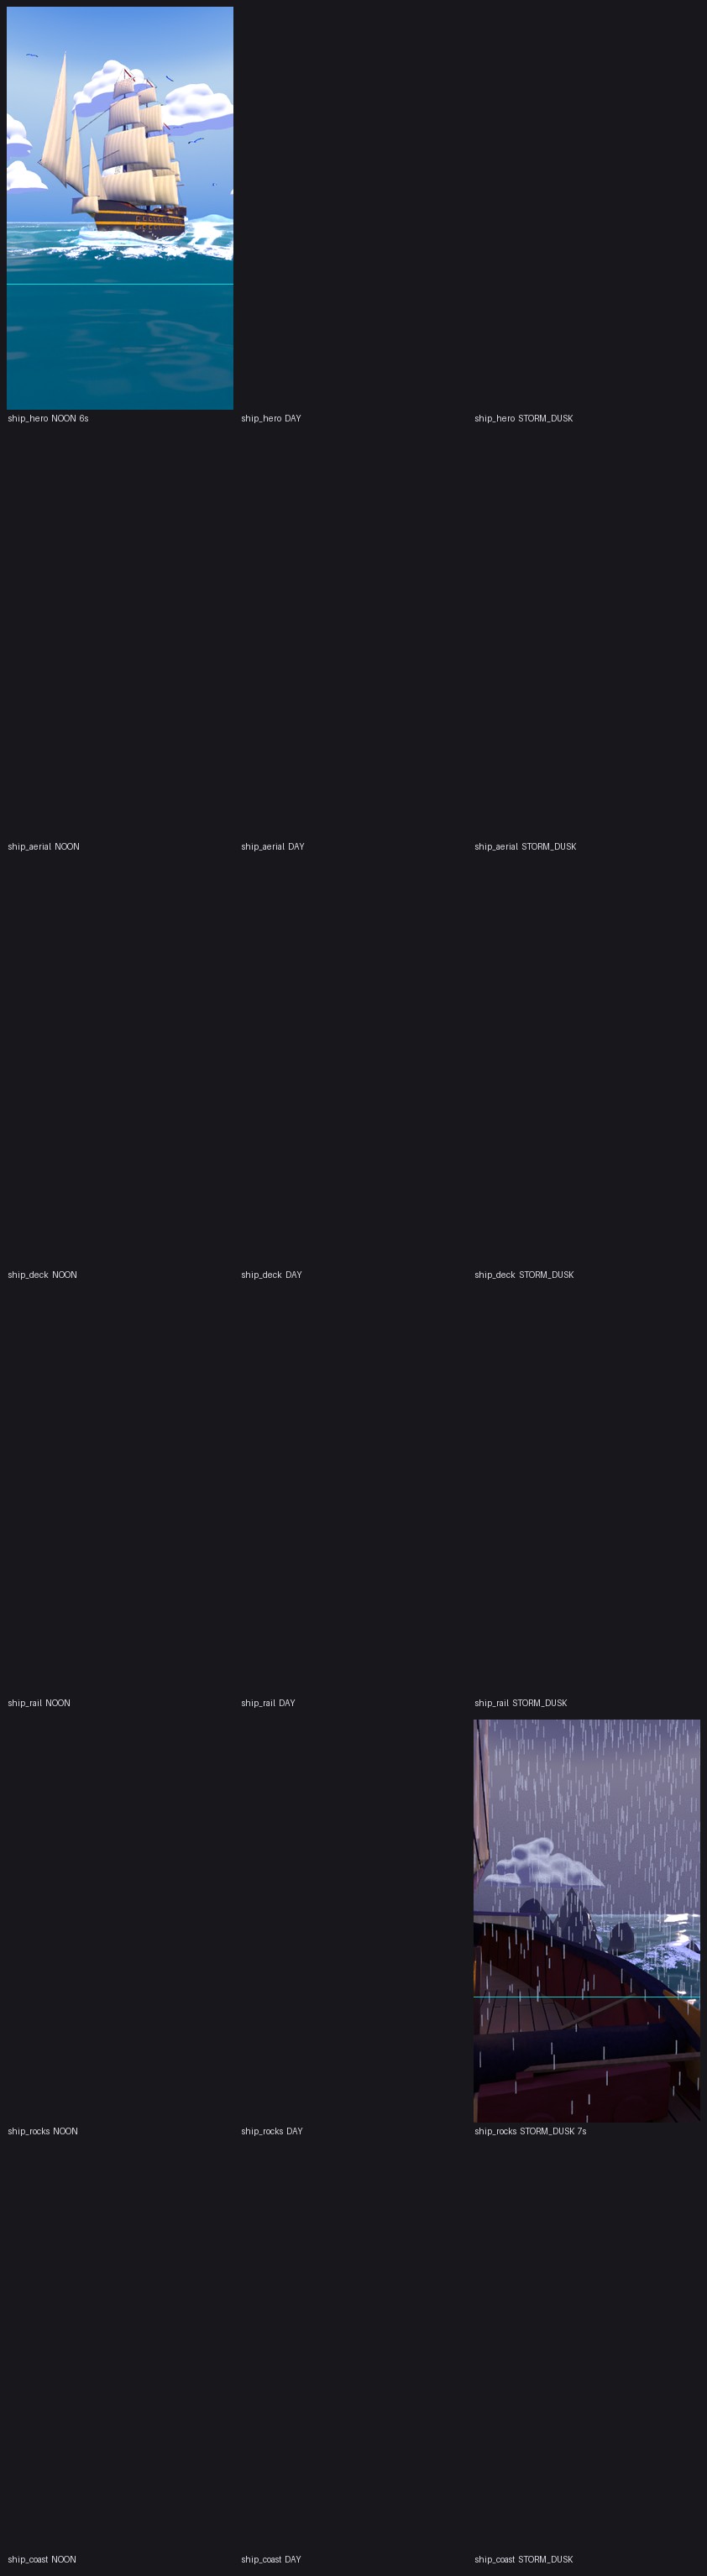 ship_hero NOON 6s
ship_hero DAY
ship_hero STORM_DUSK
ship_aerial NOON
ship_aerial DAY
ship_aerial STORM_DUSK
ship_deck NOON
ship_deck DAY
ship_deck STORM_DUSK
ship_rail NOON
ship_rail DAY
ship_rail STORM_DUSK
ship_rocks NOON
ship_rocks DAY
ship_rocks STORM_DUSK 7s
ship_coast NOON
ship_coast DAY
ship_coast STORM_DUSK